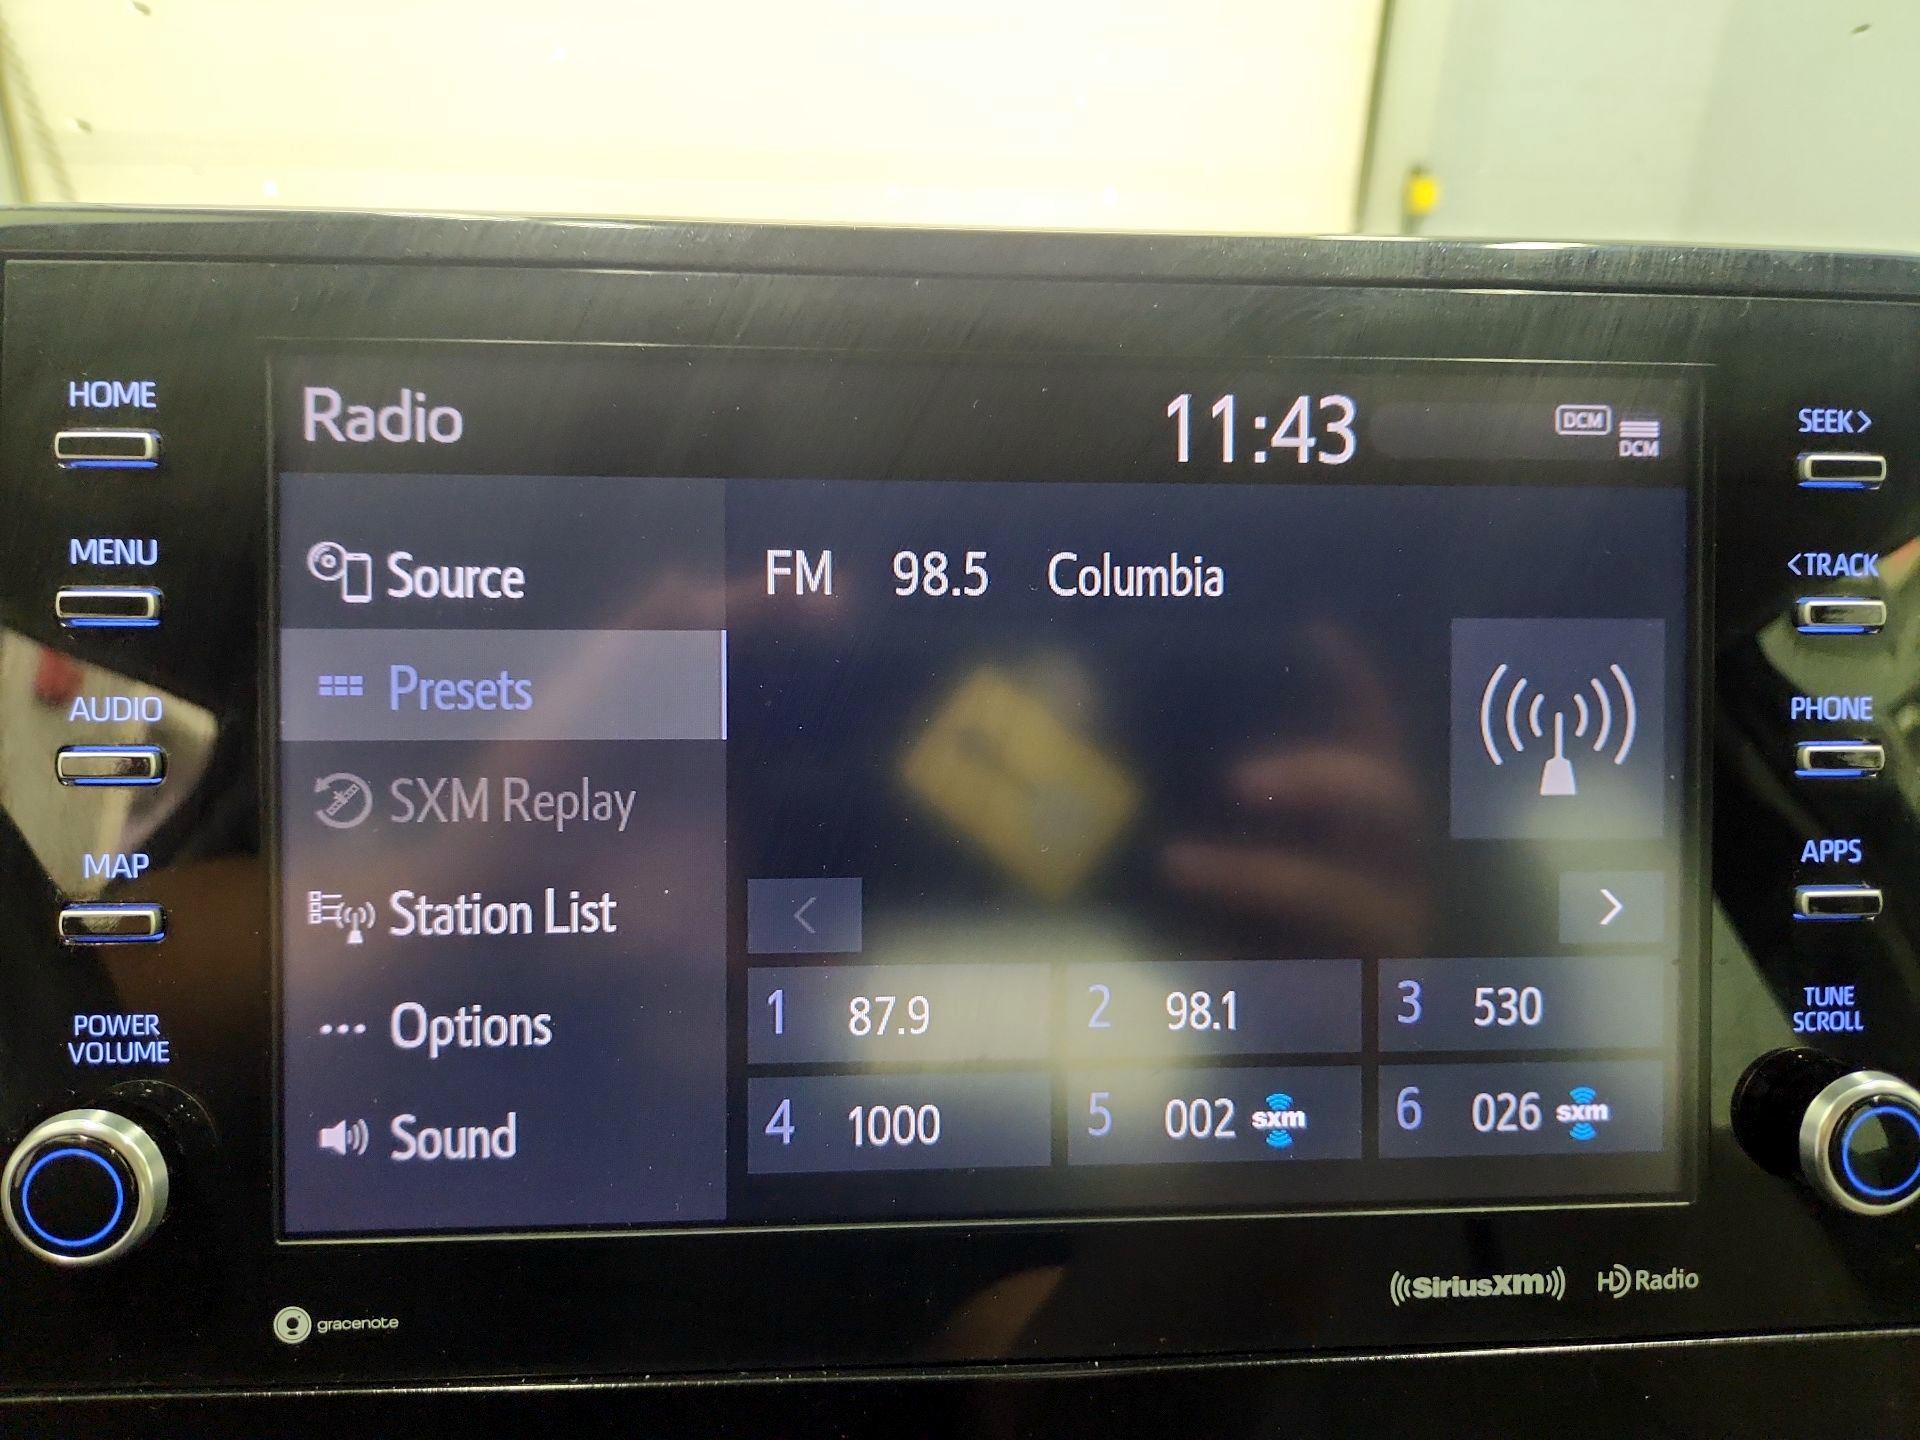 HOME
MENU
AUDIO
MAP
POWER
VOLUME
Radio
11:43
DCM
DCM
Source
Presets
SXM Replay
Station List
Options
Sound
FM 98.5 Columbia
<
>
1 87.9
2 98.1
3 530
4 1000
5 002 sxm
6 026 sxm
SEEK>
<TRACK
PHONE
APPS
TUNE
SCROLL
gracenote
(((SiriusXM)))
HD Radio